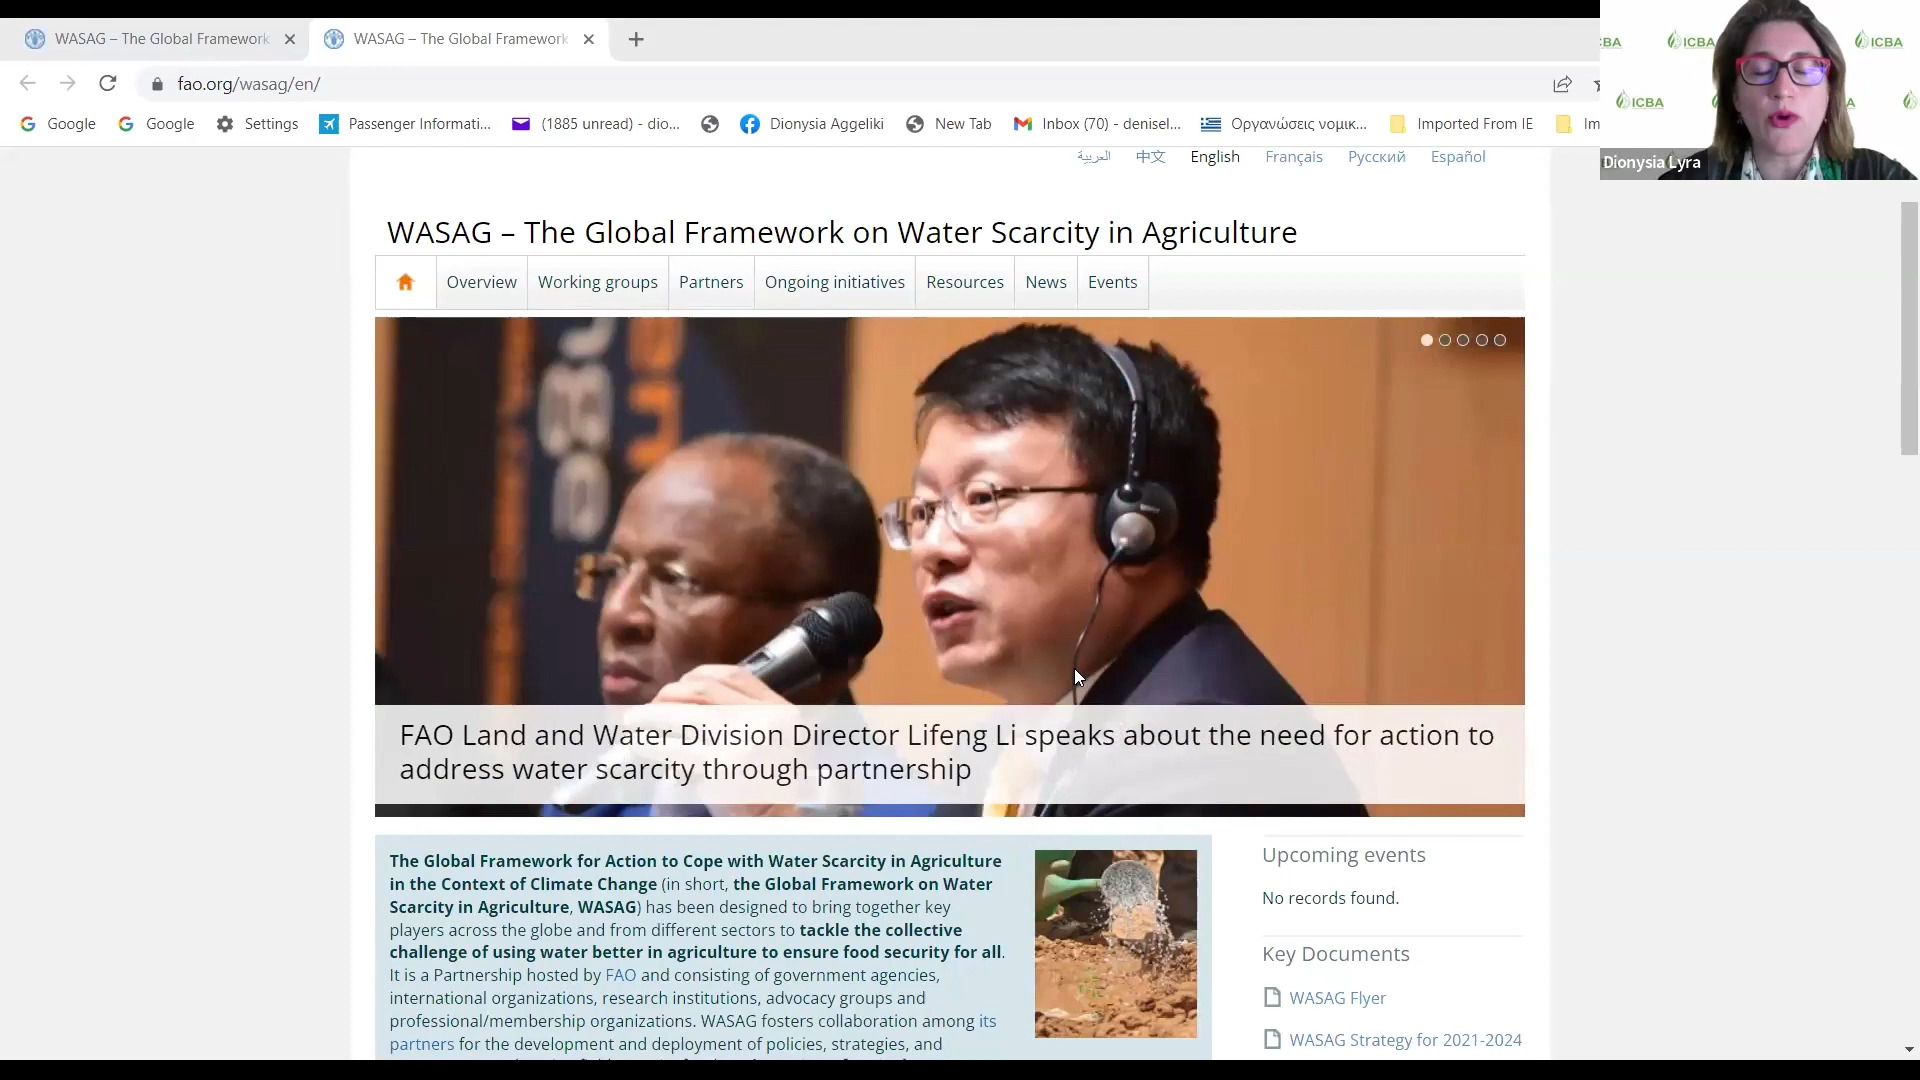 WASAG – The Global Framework
WASAG – The Global Framework
fao.org/wasag/en/
Google
Google
Settings
Passenger Informati...
(1885 unread) - dio...
Dionysia Aggeliki
New Tab
Inbox (70) - denisel...
Οργανώσεις νομικ...
Imported From IE
Im
ICBA
ICBA
ICBA
Dionysia Lyra
العربية
中文
English
Français
Русский
Español
WASAG – The Global Framework on Water Scarcity in Agriculture
Overview
Working groups
Partners
Ongoing initiatives
Resources
News
Events
FAO Land and Water Division Director Lifeng Li speaks about the need for action to
address water scarcity through partnership
The Global Framework for Action to Cope with Water Scarcity in Agriculture
in the Context of Climate Change (in short, the Global Framework on Water
Scarcity in Agriculture, WASAG) has been designed to bring together key
players across the globe and from different sectors to tackle the collective
challenge of using water better in agriculture to ensure food security for all.
It is a Partnership hosted by FAO and consisting of government agencies,
international organizations, research institutions, advocacy groups and
professional/membership organizations. WASAG fosters collaboration among its
partners for the development and deployment of policies, strategies, and
Upcoming events
No records found.
Key Documents
WASAG Flyer
WASAG Strategy for 2021-2024